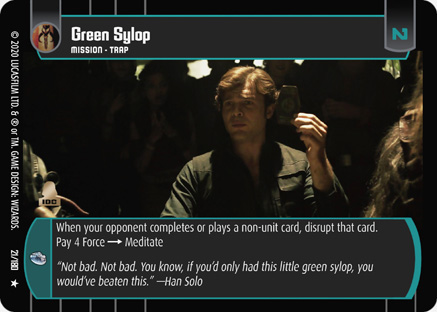 Green Sylop
MISSION - TRAP
N
IDC
When your opponent completes or plays a non-unit card, disrupt that card.
Pay 4 Force → Meditate
"Not bad. Not bad. You know, if you'd only had this little green sylop, you
would've beaten this." —Han Solo
© 2020 LUCASFILM LTD. & ® or TM. GAME DESIGN: WIZARDS.
21/180 ★